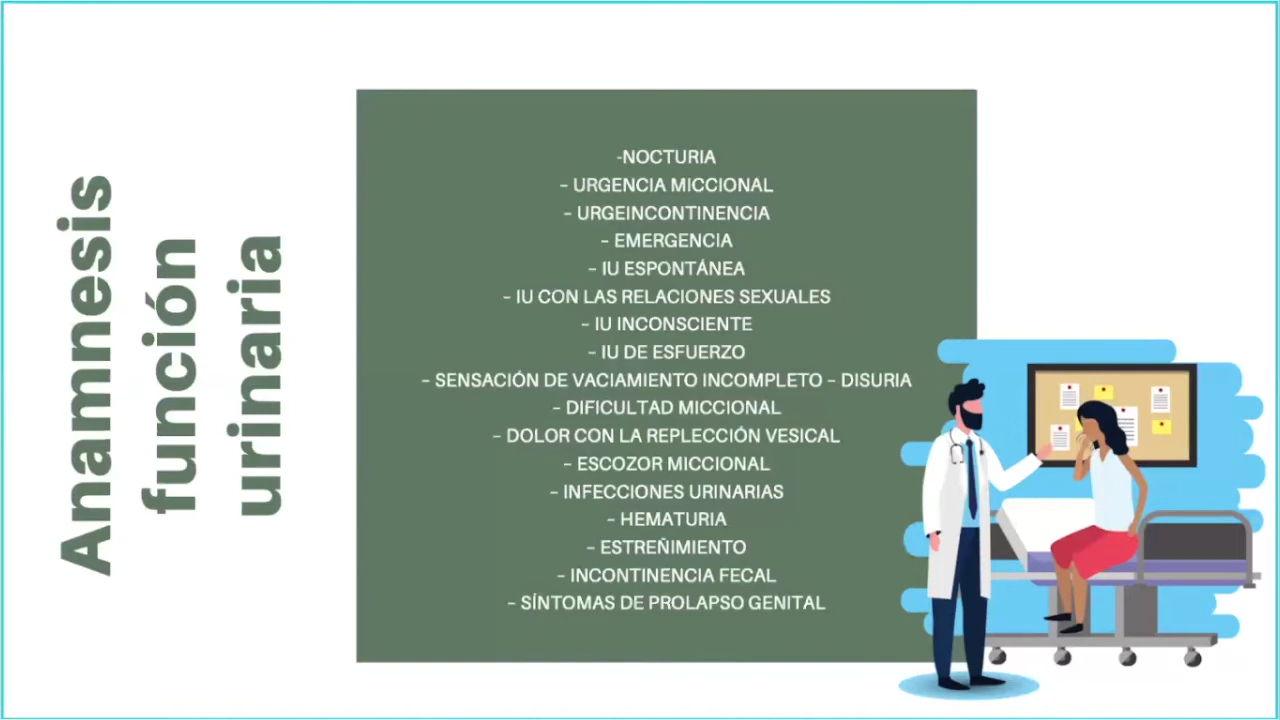 Anamnesis
función
urinaria
-NOCTURIA
– URGENCIA MICCIONAL
– URGEINCONTINENCIA
– EMERGENCIA
– IU ESPONTÁNEA
– IU CON LAS RELACIONES SEXUALES
– IU INCONSCIENTE
– IU DE ESFUERZO
– SENSACIÓN DE VACIAMIENTO INCOMPLETO – DISURIA
– DIFICULTAD MICCIONAL
– DOLOR CON LA REPLECCIÓN VESICAL
– ESCOZOR MICCIONAL
– INFECCIONES URINARIAS
– HEMATURIA
– ESTREÑIMIENTO
– INCONTINENCIA FECAL
– SÍNTOMAS DE PROLAPSO GENITAL